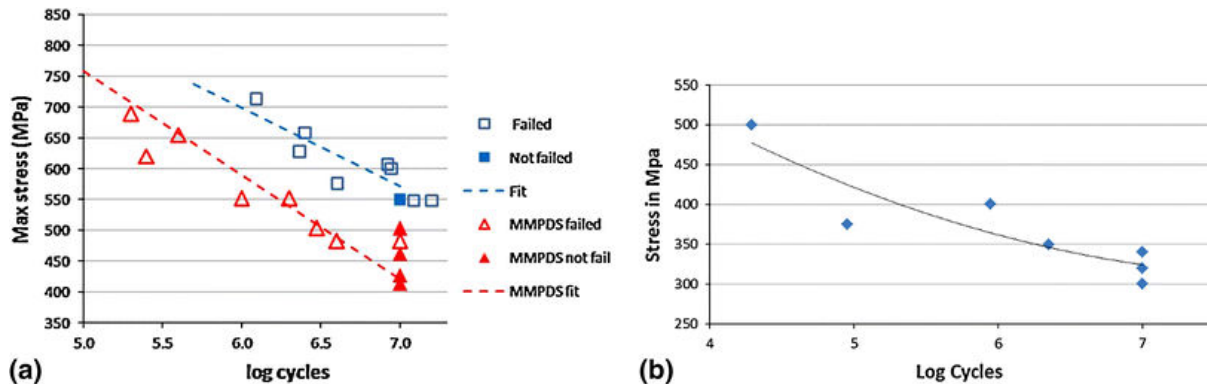 850
800
750
700
650
600
550
500
450
400
350
5.0 5.5 6.0 6.5 7.0
Max stress (MPa)
log cycles
Failed
Not failed
Fit
MMPDS failed
MMPDS not fail
MMPDS fit
(a)
550
500
450
400
350
300
250
4 5 6 7
Stress in Mpa
Log Cycles
(b)